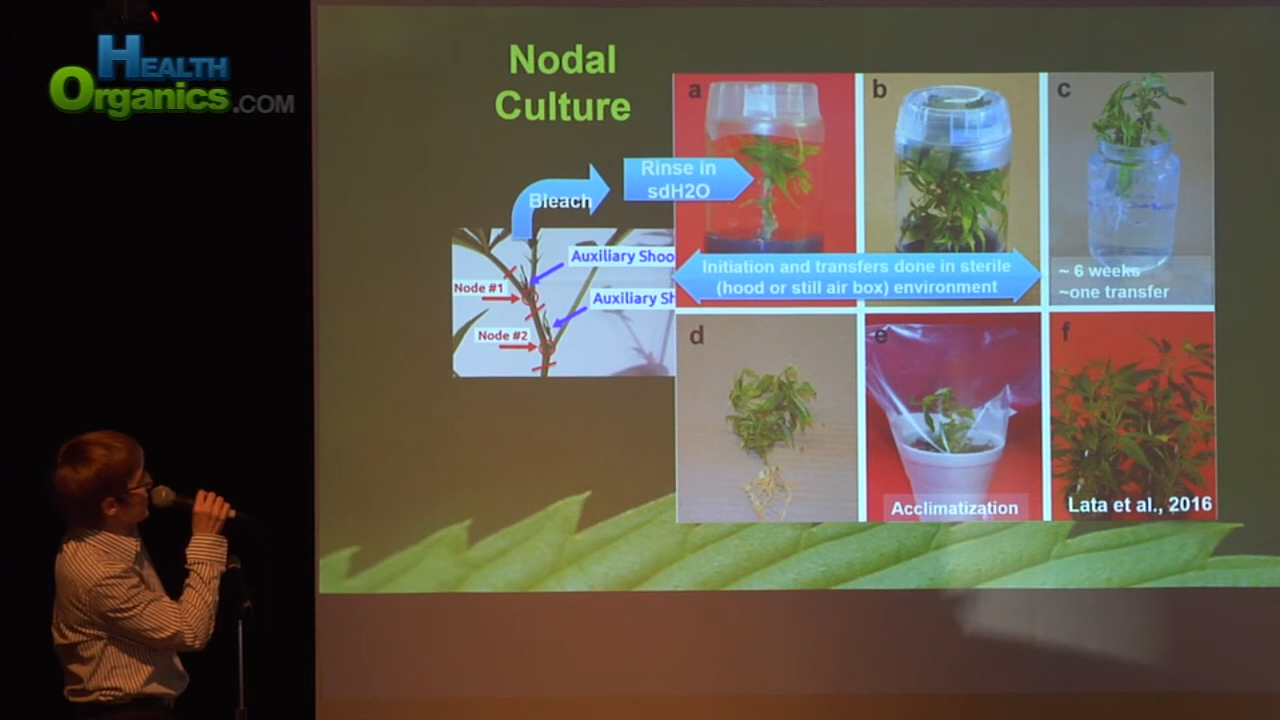 HEALTH
Organics.COM
Nodal
Culture
a
b
c
Rinse in
sdH2O
Bleach
Auxiliary Shoo
Node #1
Initiation and transfers done in sterile
(hood or still air box) environment
~ 6 weeks
~one transfer
Auxiliary Sh
Node #2
d
e
f
Acclimatization
Lata et al., 2016